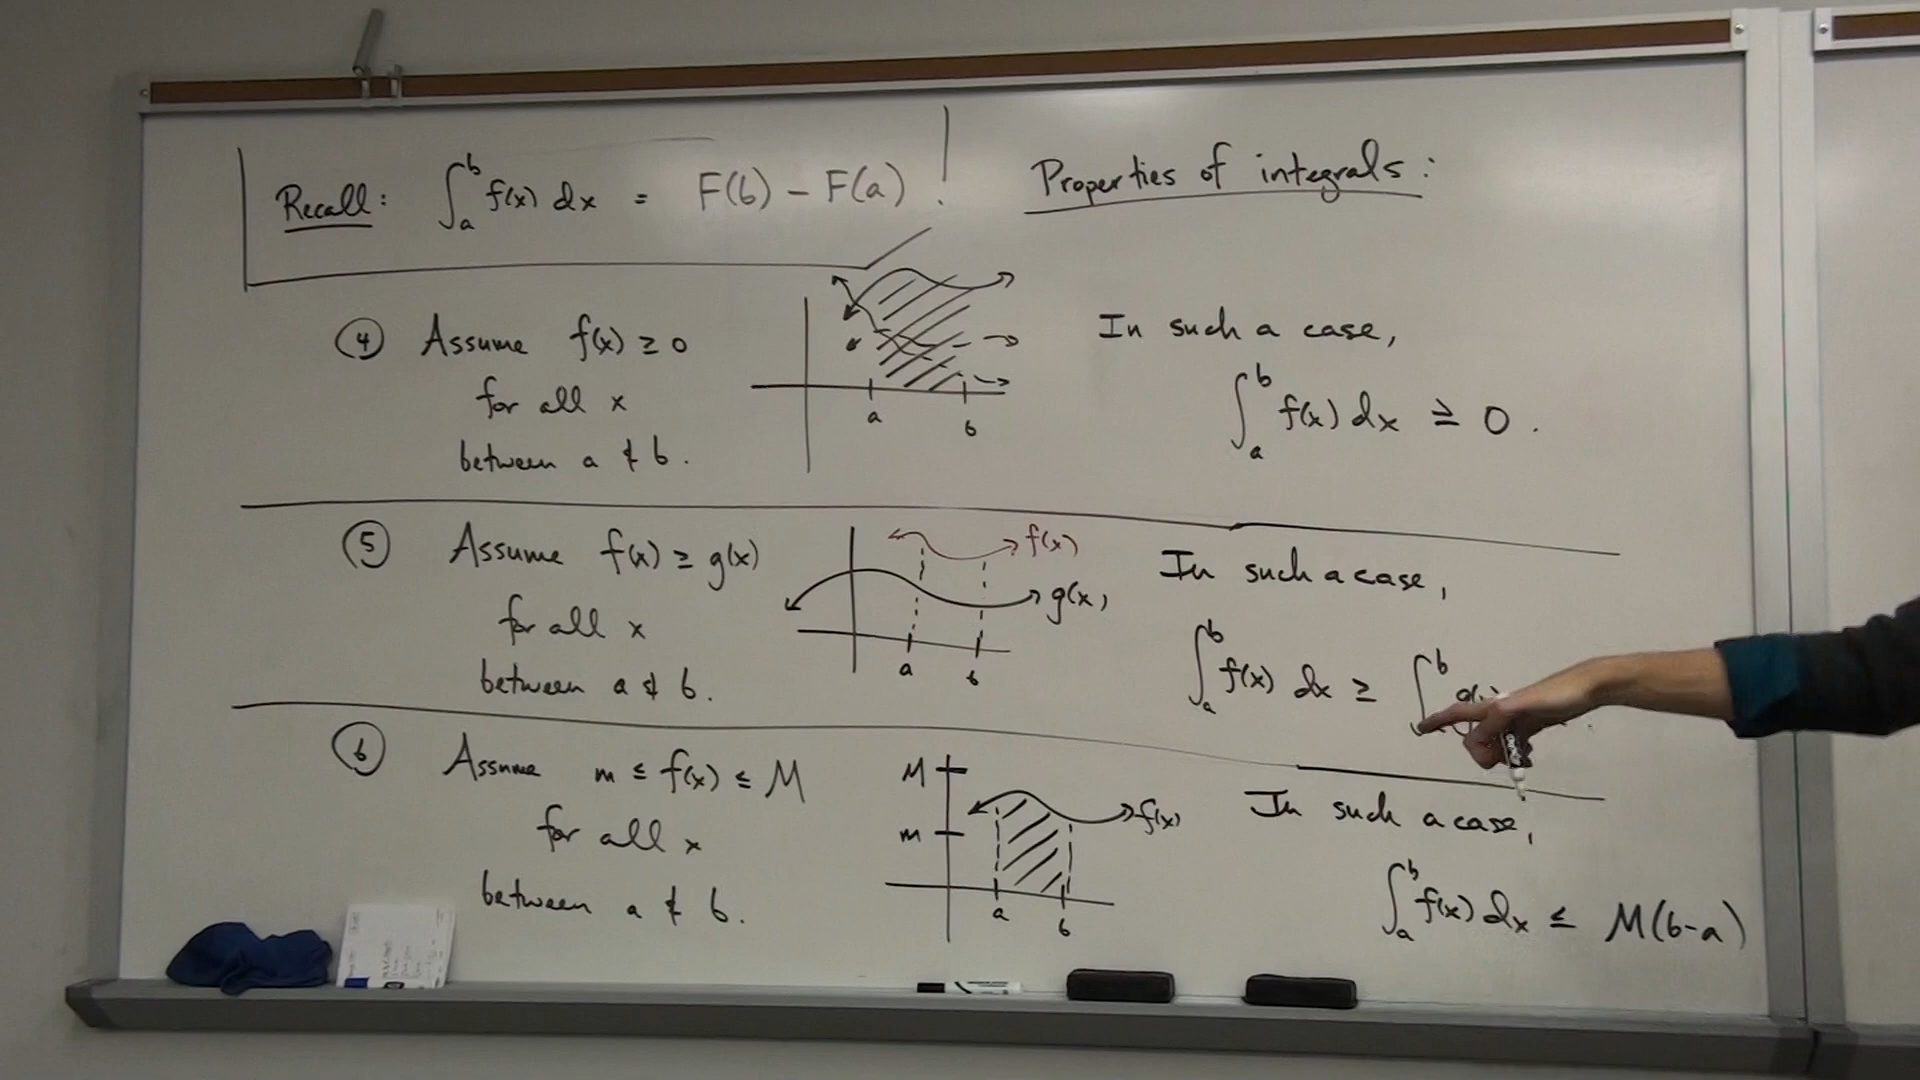 Recall: ∫_a^b f(x) dx = F(b) - F(a) !
Properties of integrals:
④ Assume f(x) ≥ 0
for all x
between a & b.
a b
In such a case,
∫_a^b f(x) dx ≥ 0.
⑤ Assume f(x) ≥ g(x)
for all x
between a & b.
f(x)
g(x)
a b
In such a case,
∫_a^b f(x) dx ≥ ∫^b
⑥ Assume m ≤ f(x) ≤ M
for all x
between a & b.
M
m
f(x)
a b
In such a case,
∫_a^b f(x) dx ≤ M(b-a)
EXPO